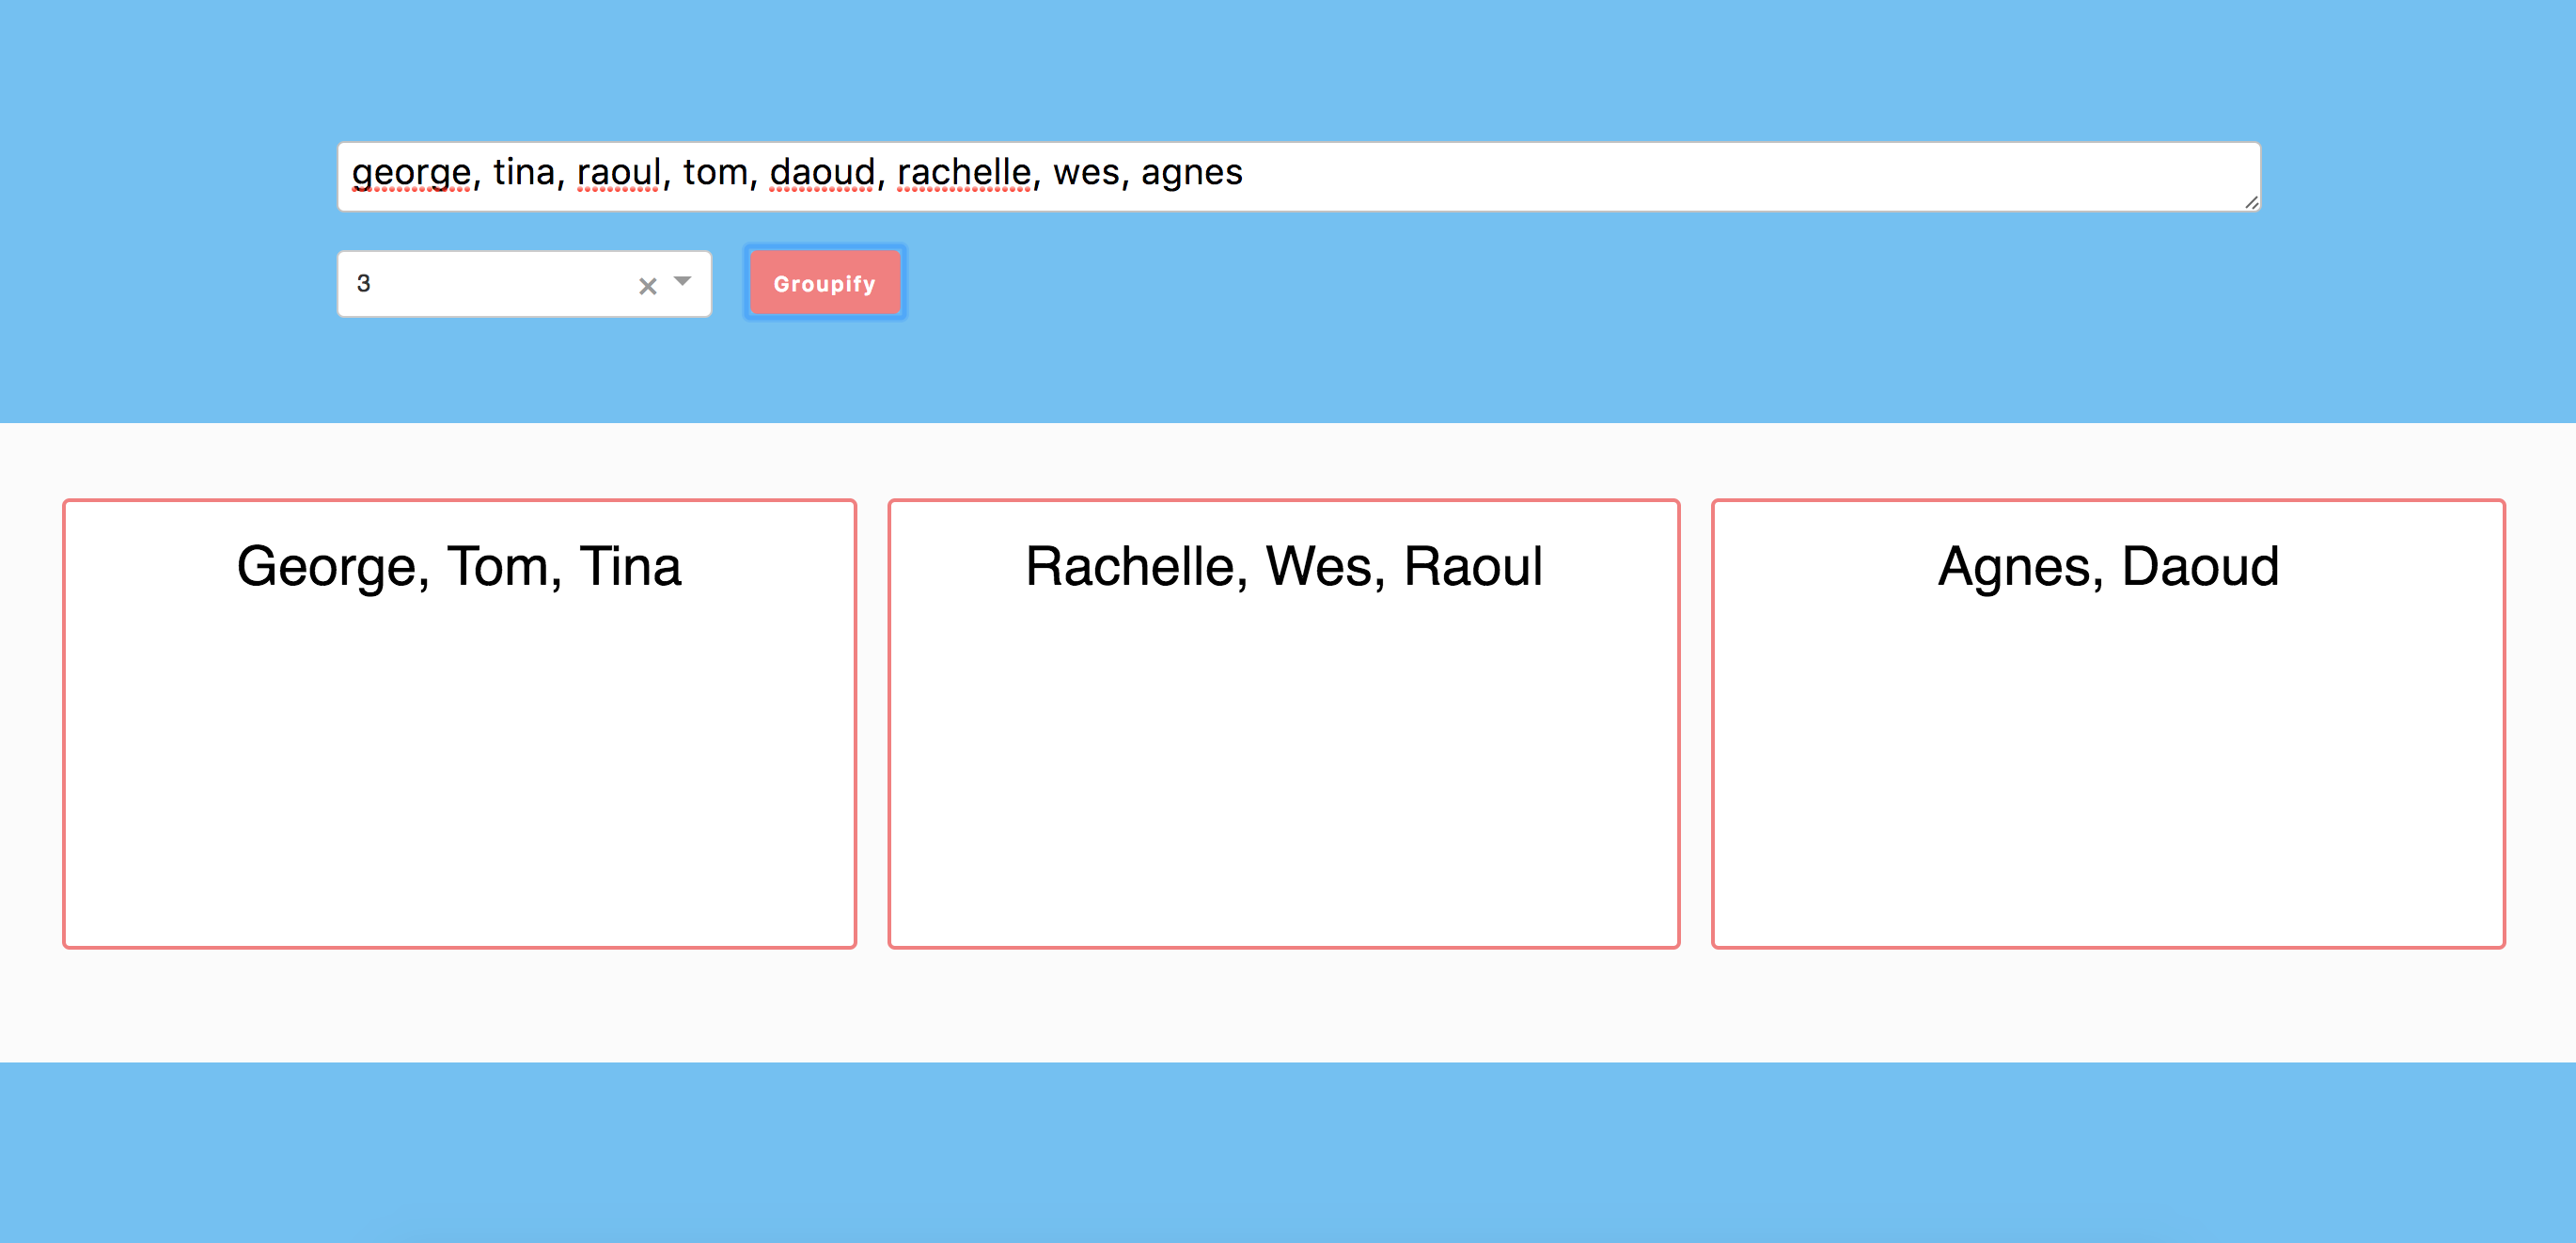 george, tina, raoul, tom, daoud, rachelle, wes, agnes
3
Groupify
George, Tom, Tina
Rachelle, Wes, Raoul
Agnes, Daoud